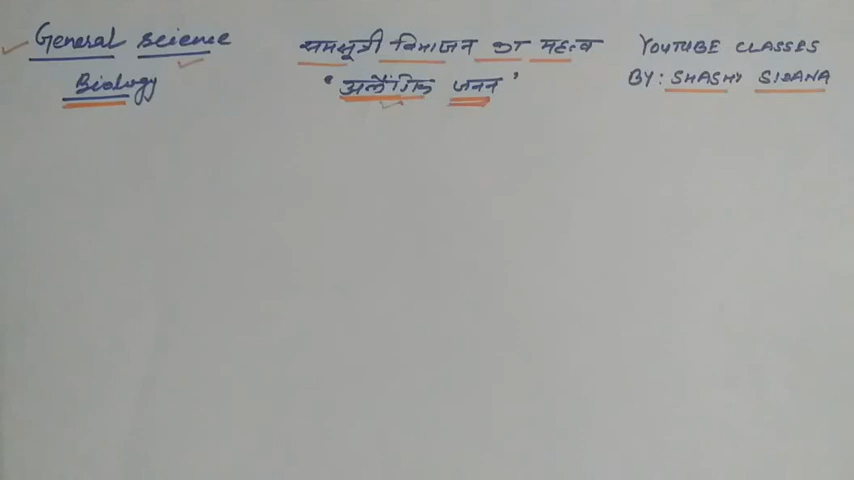 General science
Biology
समसूत्री विभाजन का महत्व
'अलैंगिक जनन'
YOUTUBE CLASSES
BY: SHASHI SIDANA